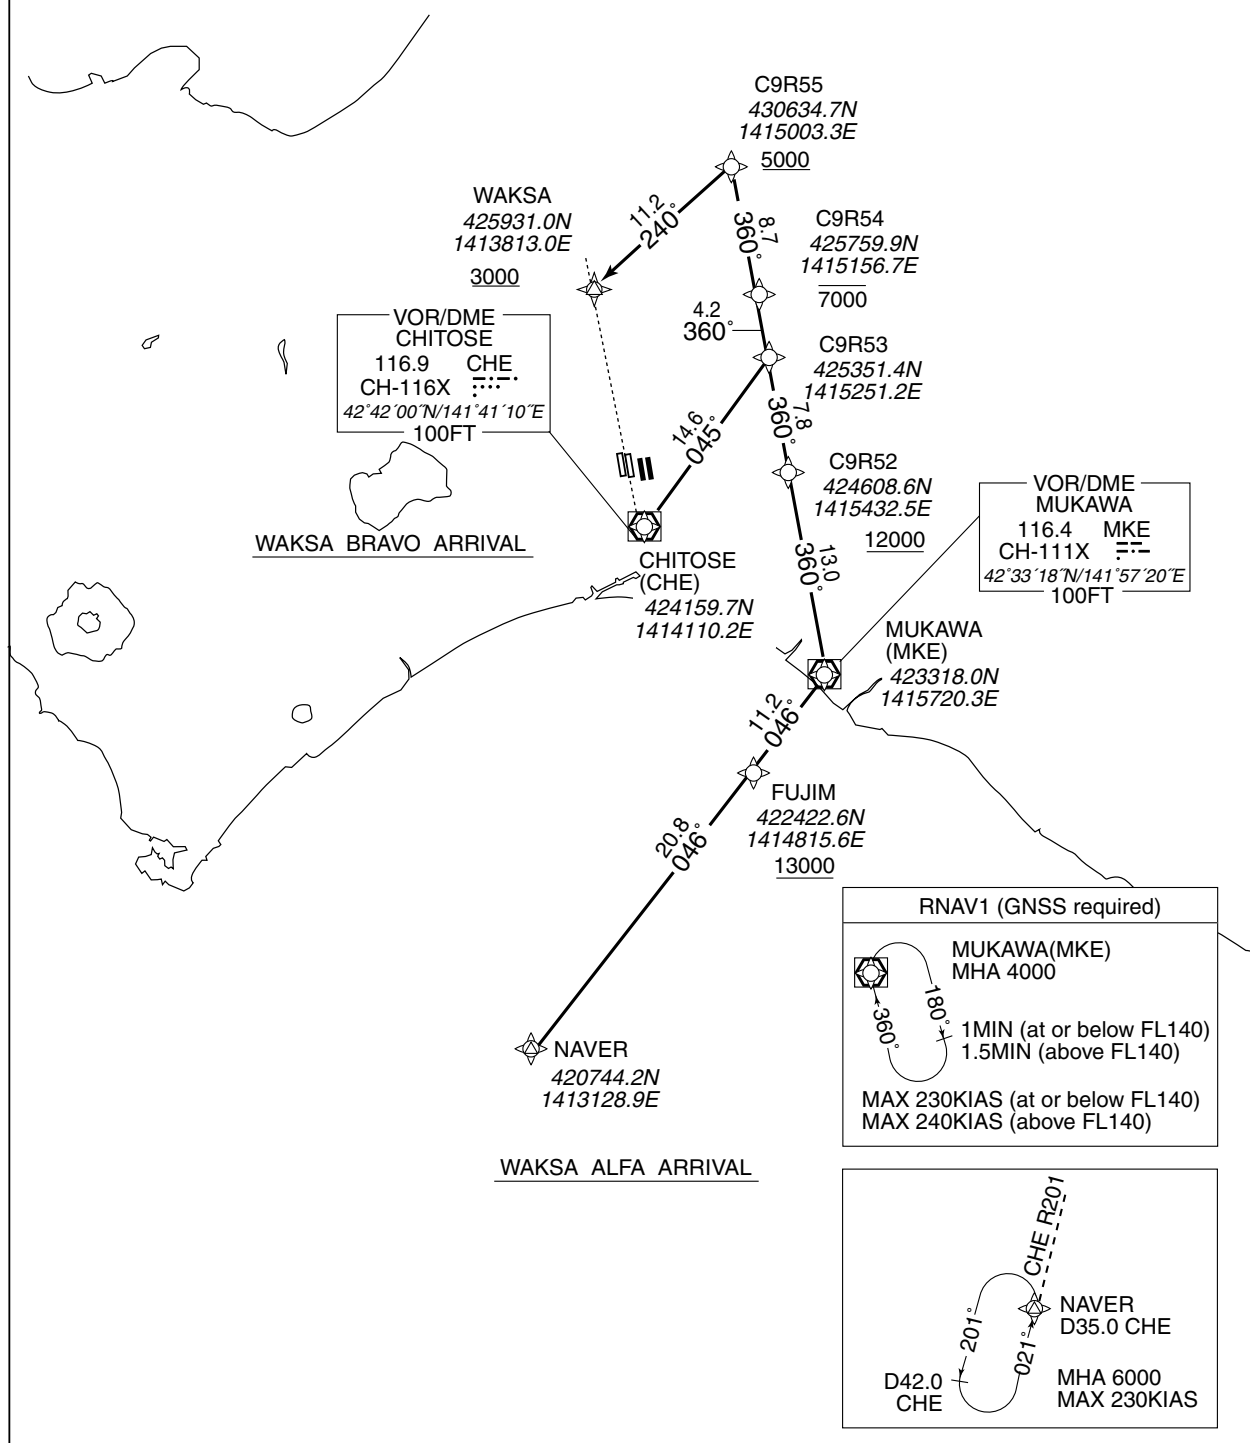 C9R55
430634.7N
1415003.3E
5000
WAKSA
425931.0N
1413813.0E
3000
11.2
240°
8.7
360°
C9R54
425759.9N
1415156.7E
7000
4.2
360°
C9R53
425351.4N
1415251.2E
VOR/DME
CHITOSE
116.9 CHE
CH-116X
42°42´00˝N/141°41´10˝E
100FT
14.6
045°
7.8
360°
C9R52
424608.6N
1415432.5E
12000
VOR/DME
MUKAWA
116.4 MKE
CH-111X
42°33´18˝N/141°57´20˝E
100FT
WAKSA BRAVO ARRIVAL
CHITOSE
(CHE)
424159.7N
1414110.2E
13.0
360°
MUKAWA
(MKE)
423318.0N
1415720.3E
11.2
046°
FUJIM
422422.6N
1414815.6E
13000
20.8
046°
NAVER
420744.2N
1413128.9E
WAKSA ALFA ARRIVAL
RNAV1 (GNSS required)
MUKAWA(MKE)
MHA 4000
180°
360°
1MIN (at or below FL140)
1.5MIN (above FL140)
MAX 230KIAS (at or below FL140)
MAX 240KIAS (above FL140)
CHE R201
NAVER
D35.0 CHE
201°
021°
D42.0
CHE
MHA 6000
MAX 230KIAS